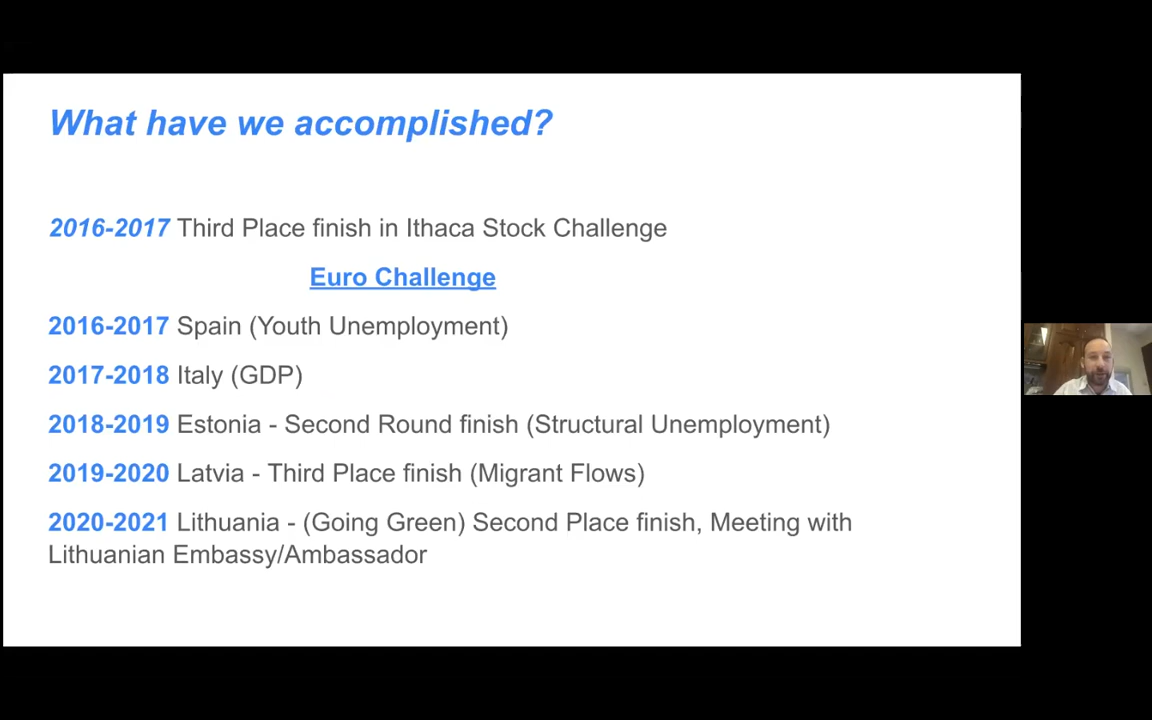 What have we accomplished?
2016-2017 Third Place finish in Ithaca Stock Challenge
Euro Challenge
2016-2017 Spain (Youth Unemployment)
2017-2018 Italy (GDP)
2018-2019 Estonia - Second Round finish (Structural Unemployment)
2019-2020 Latvia - Third Place finish (Migrant Flows)
2020-2021 Lithuania - (Going Green) Second Place finish, Meeting with
Lithuanian Embassy/Ambassador